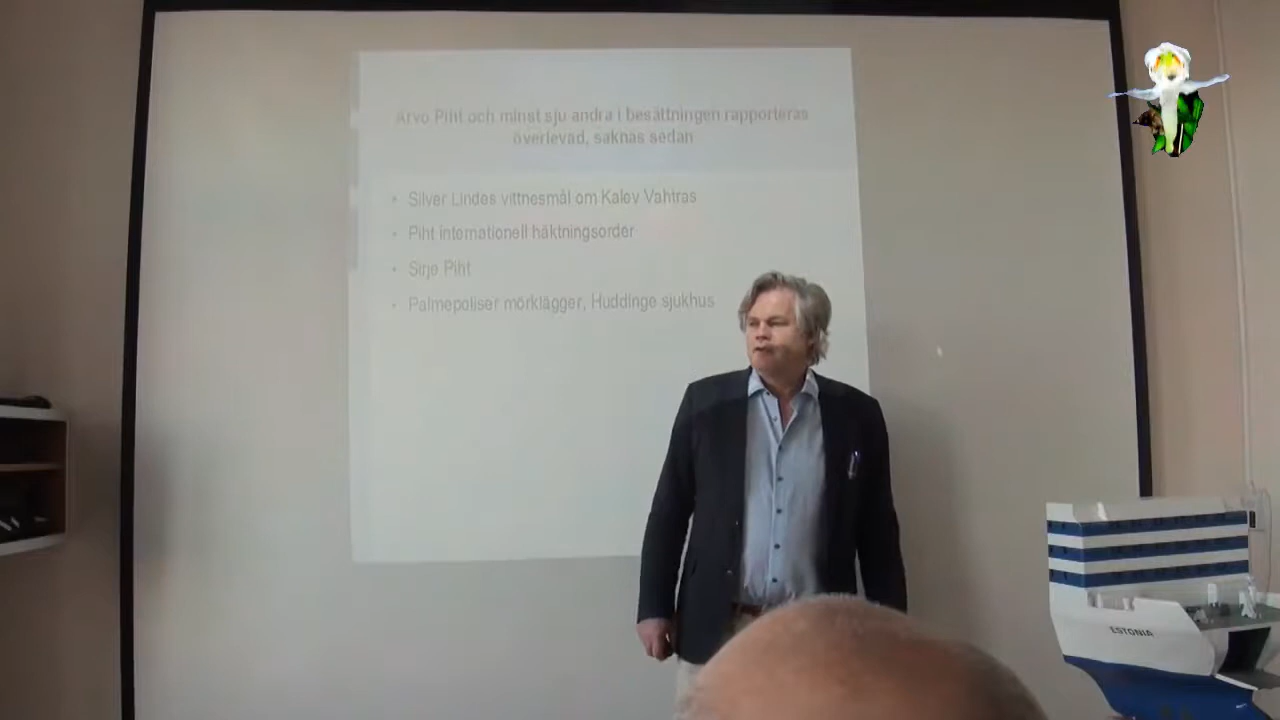 Arvo Piht och minst sju andra i besättningen rapporteras
överlevad, saknas sedan
• Silver Lindes vittnesmål om Kalev Vahtras
• Piht internationell häktningsorder
• Sirje Piht
• Palmepoliser mörklägger, Huddinge sjukhus
ESTONIA